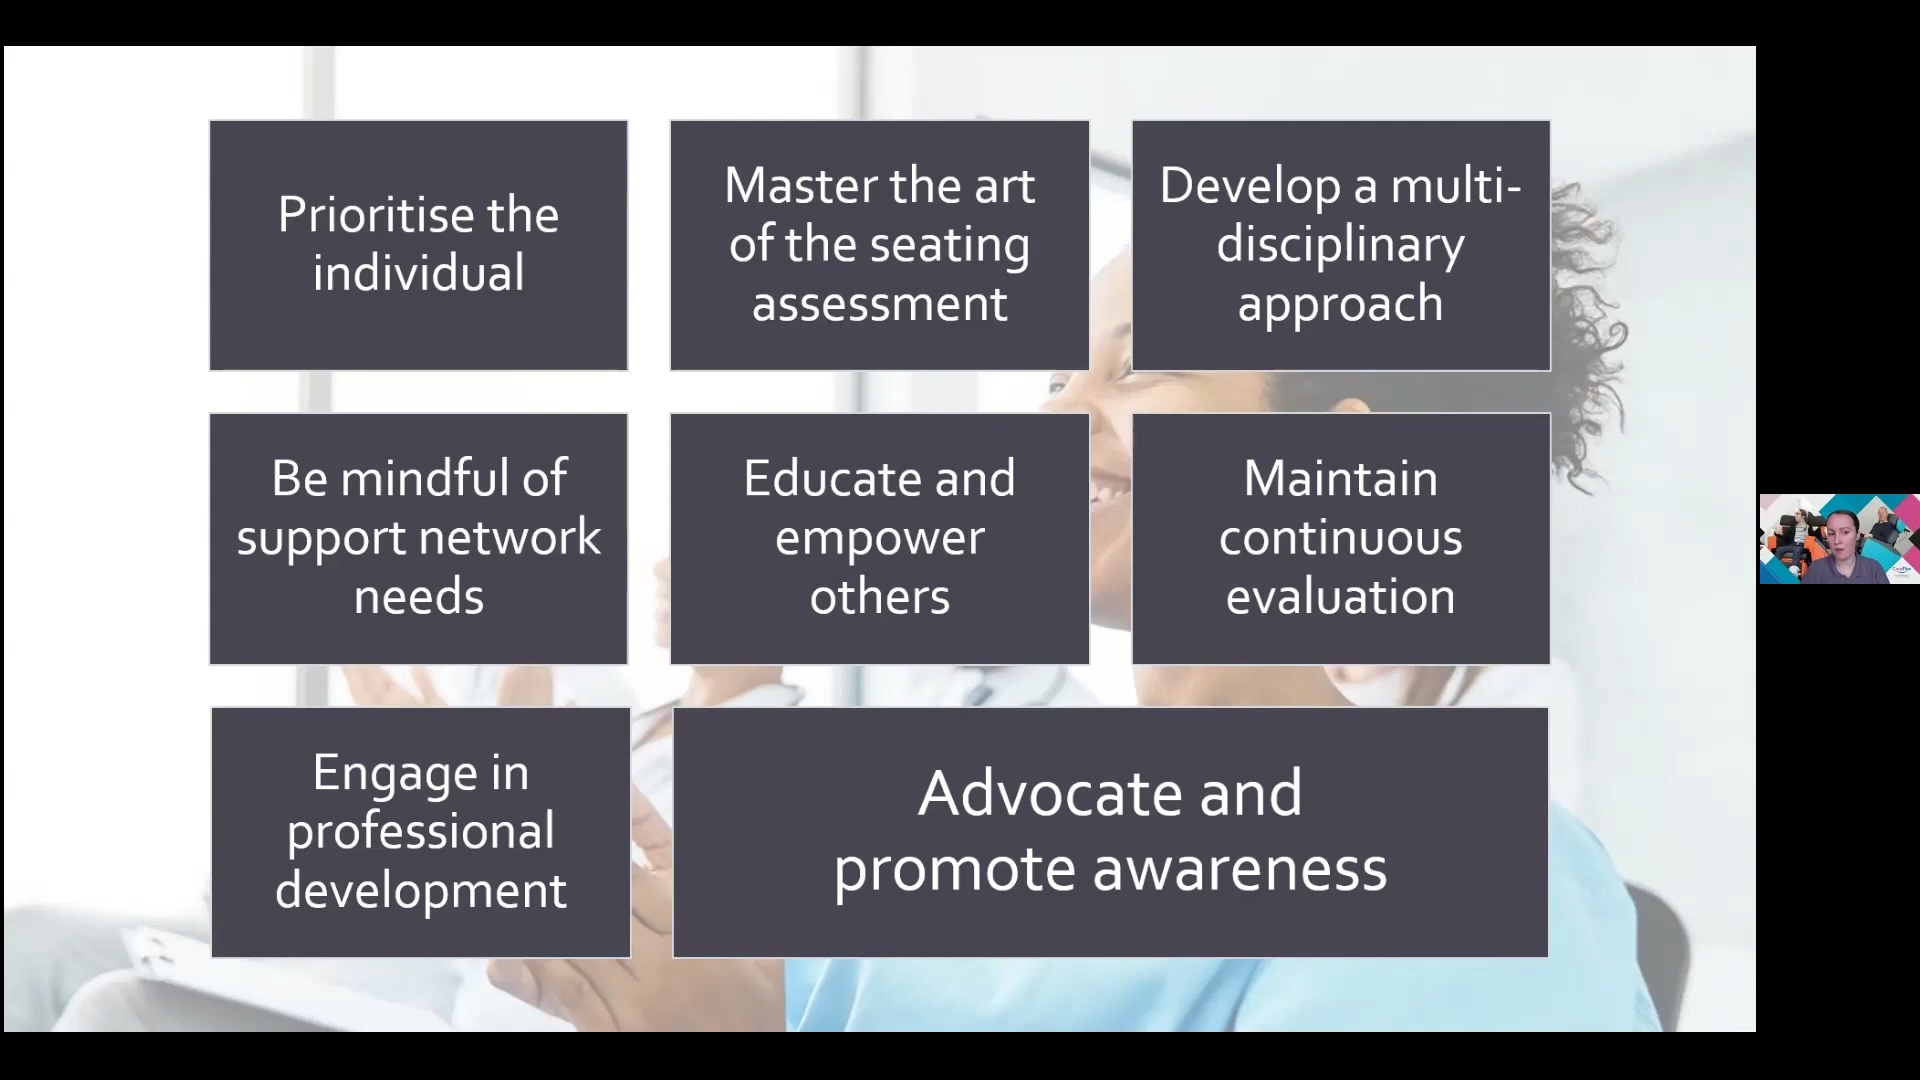 Prioritise the
individual
Master the art
of the seating
assessment
Develop a multi-
disciplinary
approach
Be mindful of
support network
needs
Educate and
empower
others
Maintain
continuous
evaluation
Engage in
professional
development
Advocate and
promote awareness